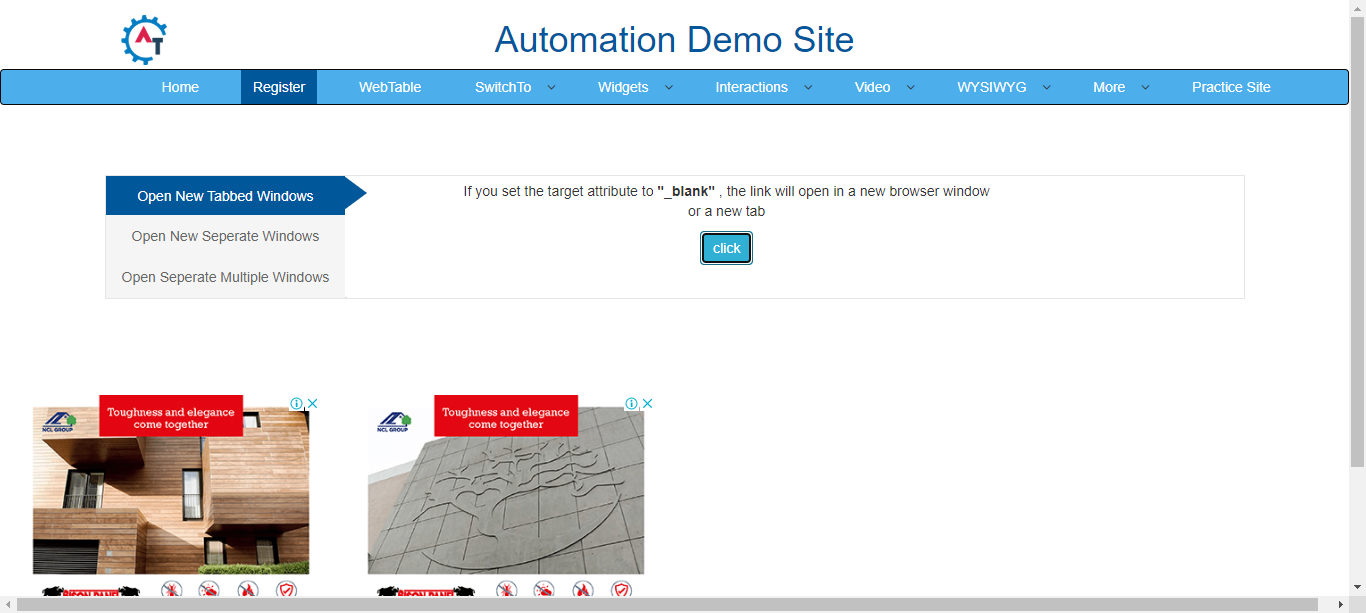 AT
Automation Demo Site
Home Register WebTable SwitchTo Widgets Interactions Video WYSIWYG More Practice Site
Open New Tabbed Windows
Open New Seperate Windows
Open Seperate Multiple Windows
If you set the target attribute to "_blank" , the link will open in a new browser window
or a new tab
click
Toughness and elegance
come together
NCL GROUP
Toughness and elegance
come together
NCL GROUP